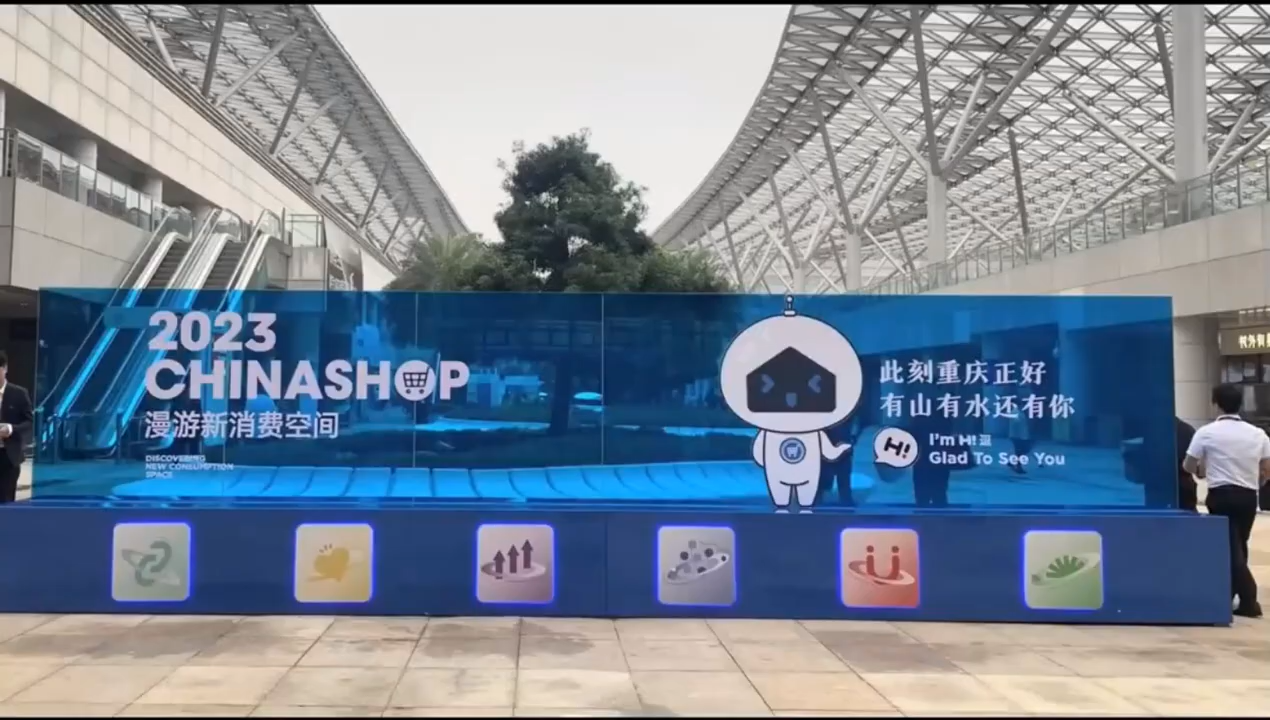 2023
CHINASHOP
漫游新消费空间
DISCOVERING
NEW CONSUMPTION
SPACE
此刻重庆正好
有山有水还有你
H!
I'm H! 逛
Glad To See You